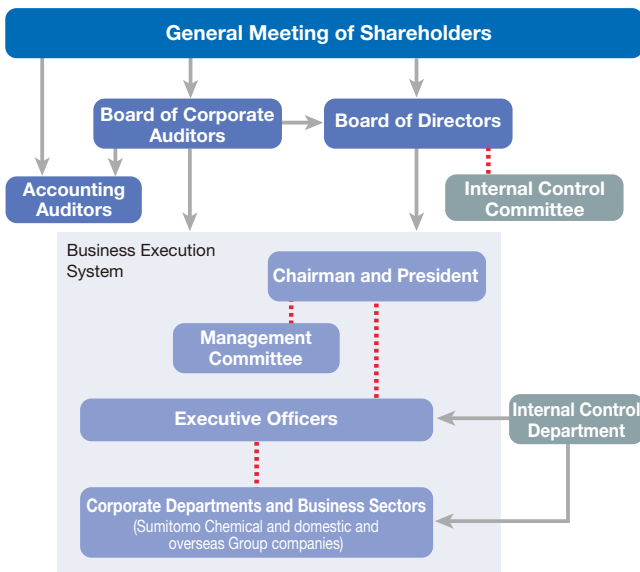 General Meeting of Shareholders
Board of Corporate
Auditors
Board of Directors
Accounting
Auditors
Internal Control
Committee
Business Execution
System
Chairman and President
Management
Committee
Executive Officers
Internal Control
Department
Corporate Departments and Business Sectors
(Sumitomo Chemical and domestic and
overseas Group companies)